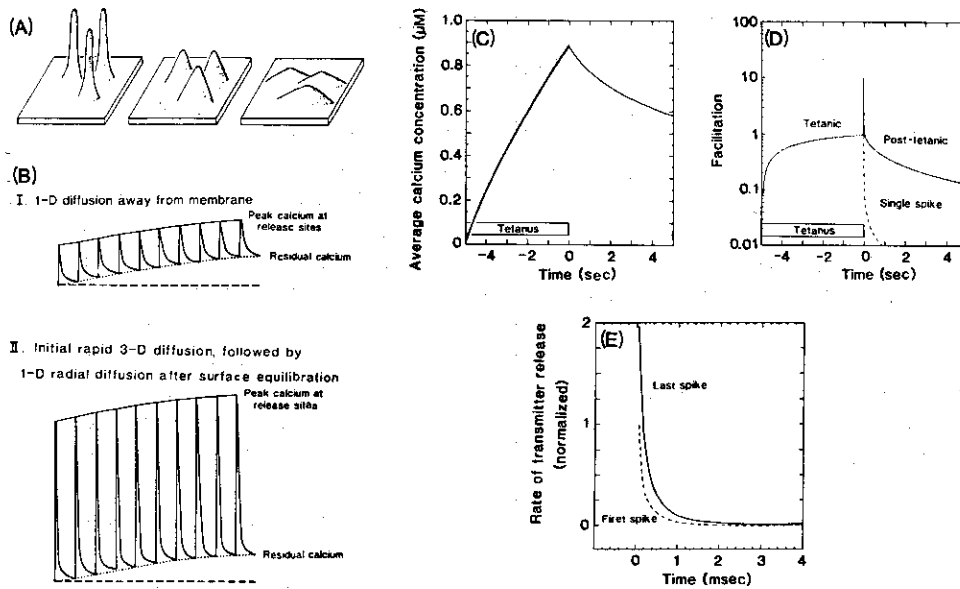 (A)
(B)
I. 1-D diffusion away from membrane
Peak calcium at
release sites
Residual calcium
II. Initial rapid 3-D diffusion, followed by
1-D radial diffusion after surface equilibration
Peak calcium at
release sites
Residual calcium
(C)
Average calcium concentration (μM)
1.0
0.8
0.6
0.4
0.2
0
Tetanus
-4 -2 0 2 4
Time (sec)
(D)
Facilitation
100
10
1
0.1
0.01
Tetanic
Post-tetanic
Single spike
Tetanus
-4 -2 0 2 4
Time (sec)
(E)
Rate of transmitter release
(normalized)
2
1
0
Last spike
First spike
0 1 2 3 4
Time (msec)